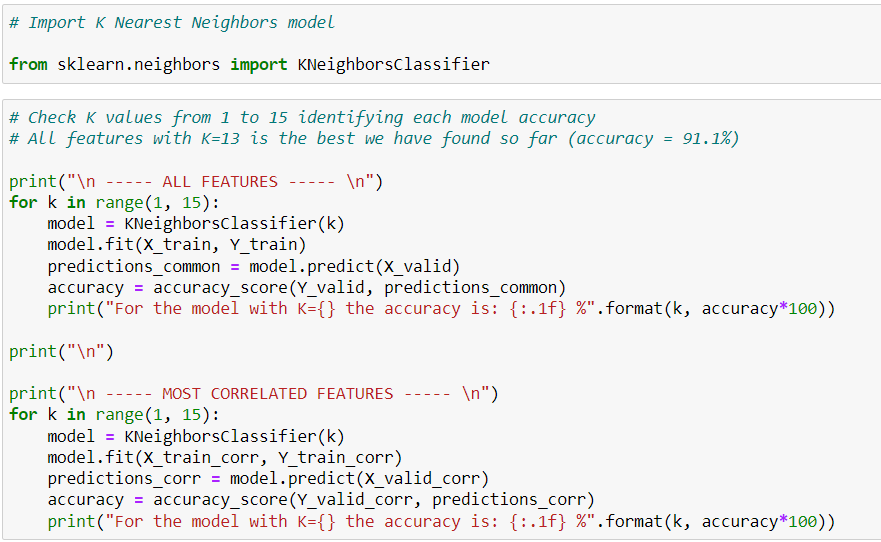 # Import K Nearest Neighbors model
from sklearn.neighbors import KNeighborsClassifier
# Check K values from 1 to 15 identifying each model accuracy
# All features with K=13 is the best we have found so far (accuracy = 91.1%)
print("\n ----- ALL FEATURES ----- \n")
for k in range(1, 15):
    model = KNeighborsClassifier(k)
    model.fit(X_train, Y_train)
    predictions_common = model.predict(X_valid)
    accuracy = accuracy_score(Y_valid, predictions_common)
    print("For the model with K={} the accuracy is: {:.1f} %".format(k, accuracy*100))
print("\n")
print("\n ----- MOST CORRELATED FEATURES ----- \n")
for k in range(1, 15):
    model = KNeighborsClassifier(k)
    model.fit(X_train_corr, Y_train_corr)
    predictions_corr = model.predict(X_valid_corr)
    accuracy = accuracy_score(Y_valid_corr, predictions_corr)
    print("For the model with K={} the accuracy is: {:.1f} %".format(k, accuracy*100))